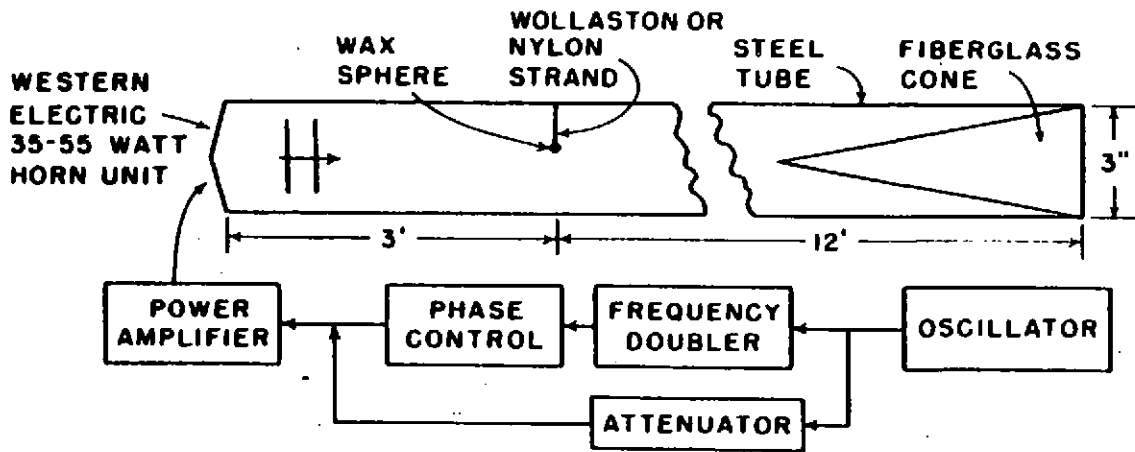 WESTERN
ELECTRIC
35-55 WATT
HORN UNIT
WAX
SPHERE
WOLLASTON OR
NYLON
STRAND
STEEL
TUBE
FIBERGLASS
CONE
3"
3'
12'
POWER
AMPLIFIER
PHASE
CONTROL
FREQUENCY
DOUBLER
OSCILLATOR
ATTENUATOR